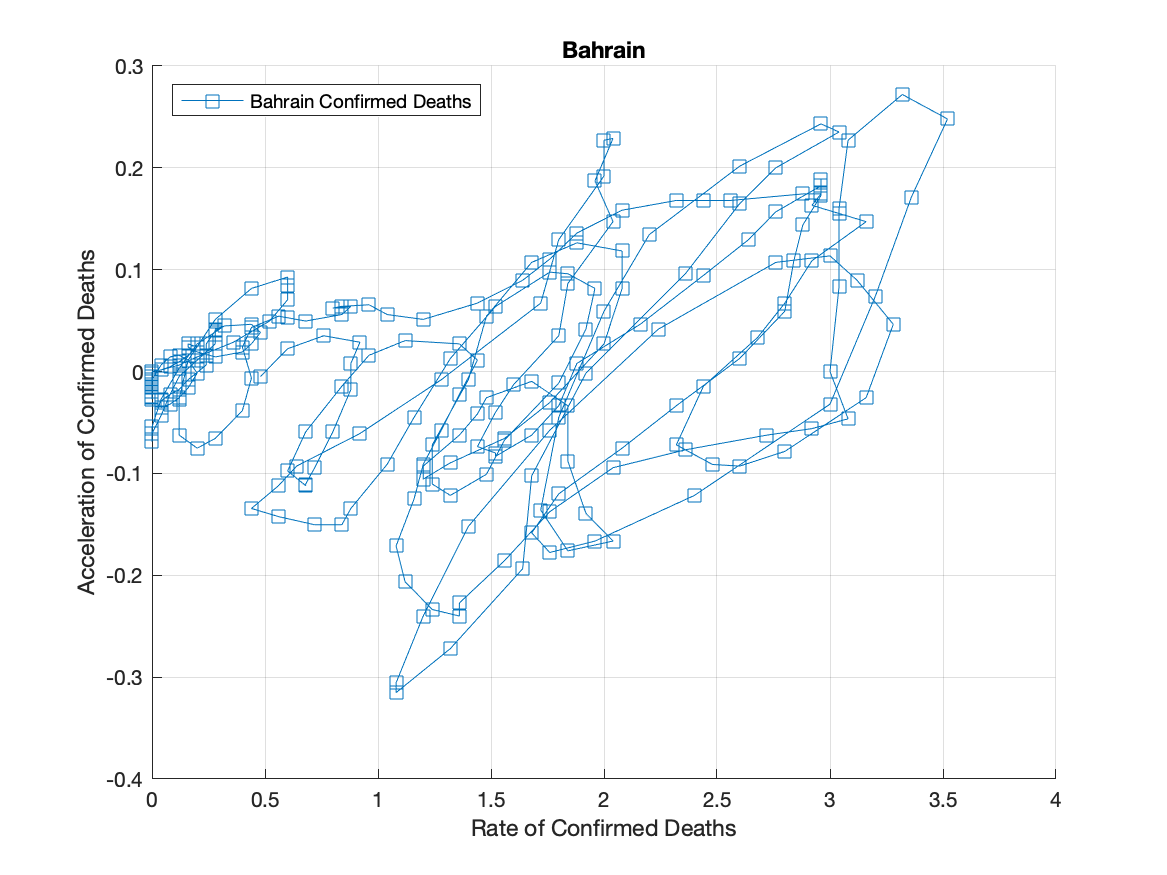 Bahrain
Bahrain Confirmed Deaths
Acceleration of Confirmed Deaths
0.3
0.2
0.1
0
-0.1
-0.2
-0.3
-0.4
0 0.5 1 1.5 2 2.5 3 3.5 4
Rate of Confirmed Deaths